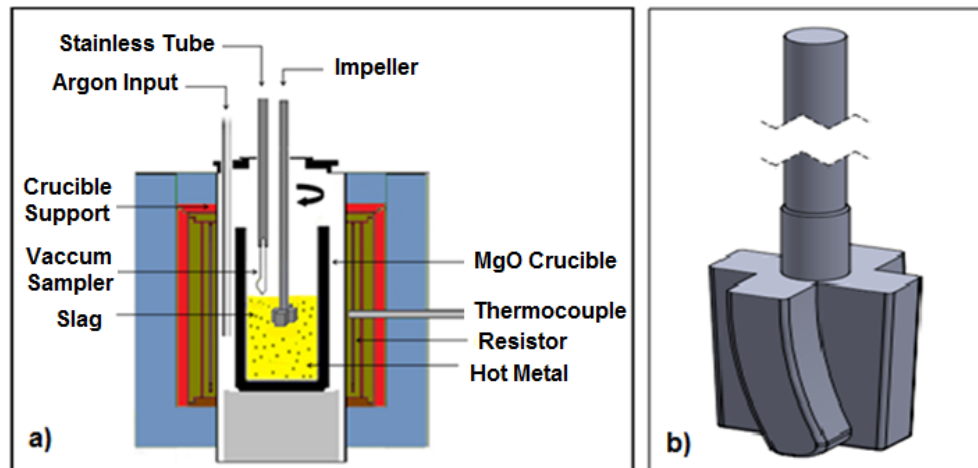 Stainless Tube
Impeller
Argon Input
Crucible
Support
Vaccum
Sampler
MgO Crucible
Slag
Thermocouple
Resistor
Hot Metal
a)
b)